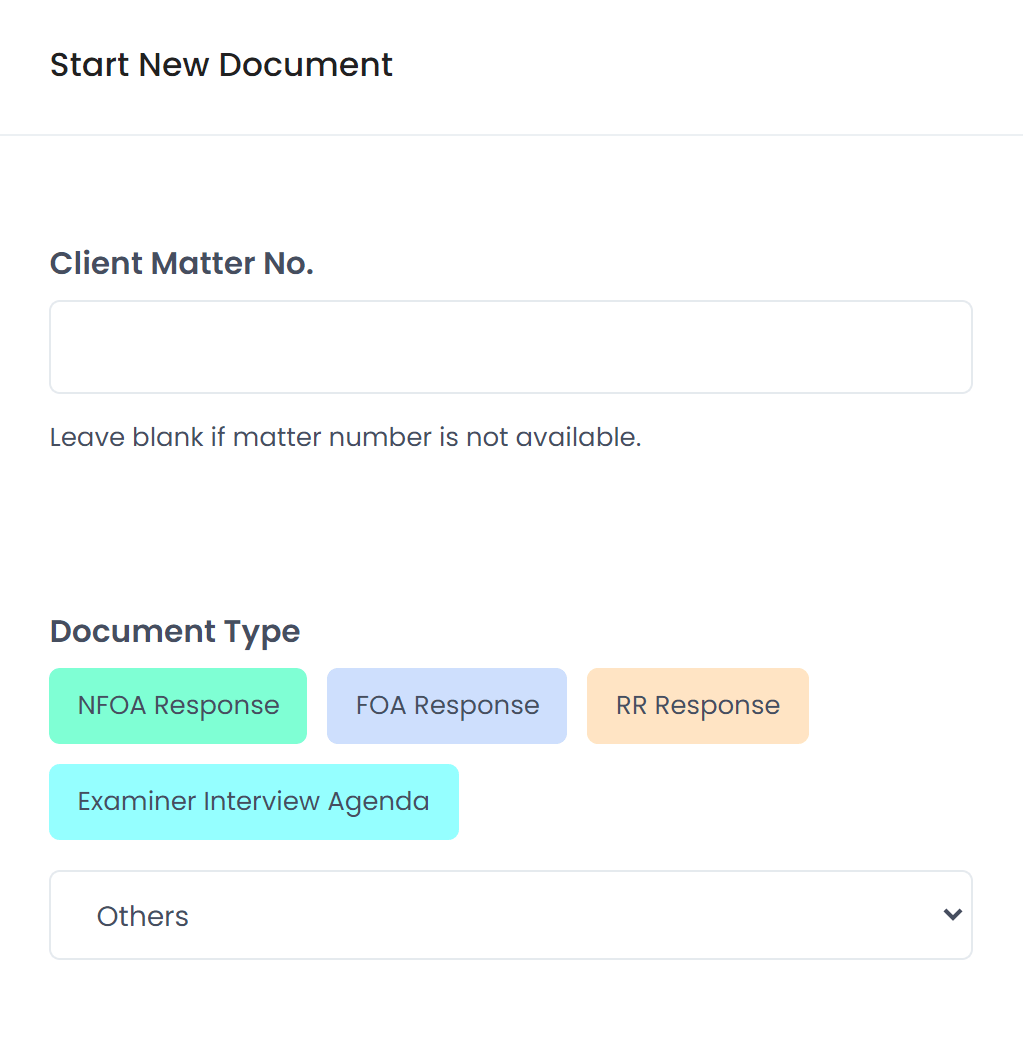 Start New Document
Client Matter No.
Leave blank if matter number is not available.
Document Type
NFOA Response FOA Response RR Response
Examiner Interview Agenda
Others